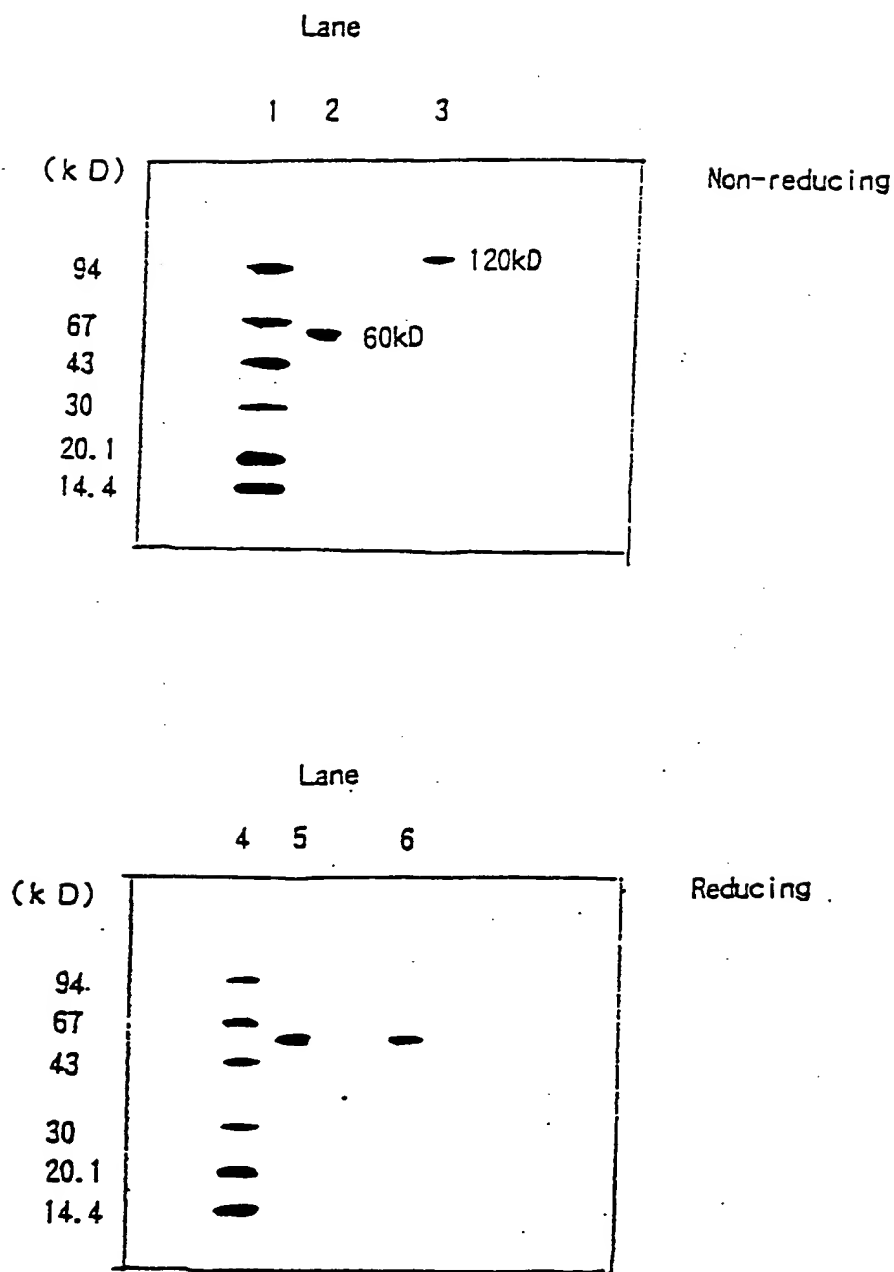 Lane
1 2 3
(kD) Non-reducing
94 120kD
67
60kD
43
30
20.1
14.4
Lane
4 5 6
(kD) Reducing
94
67
43
30
20.1
14.4